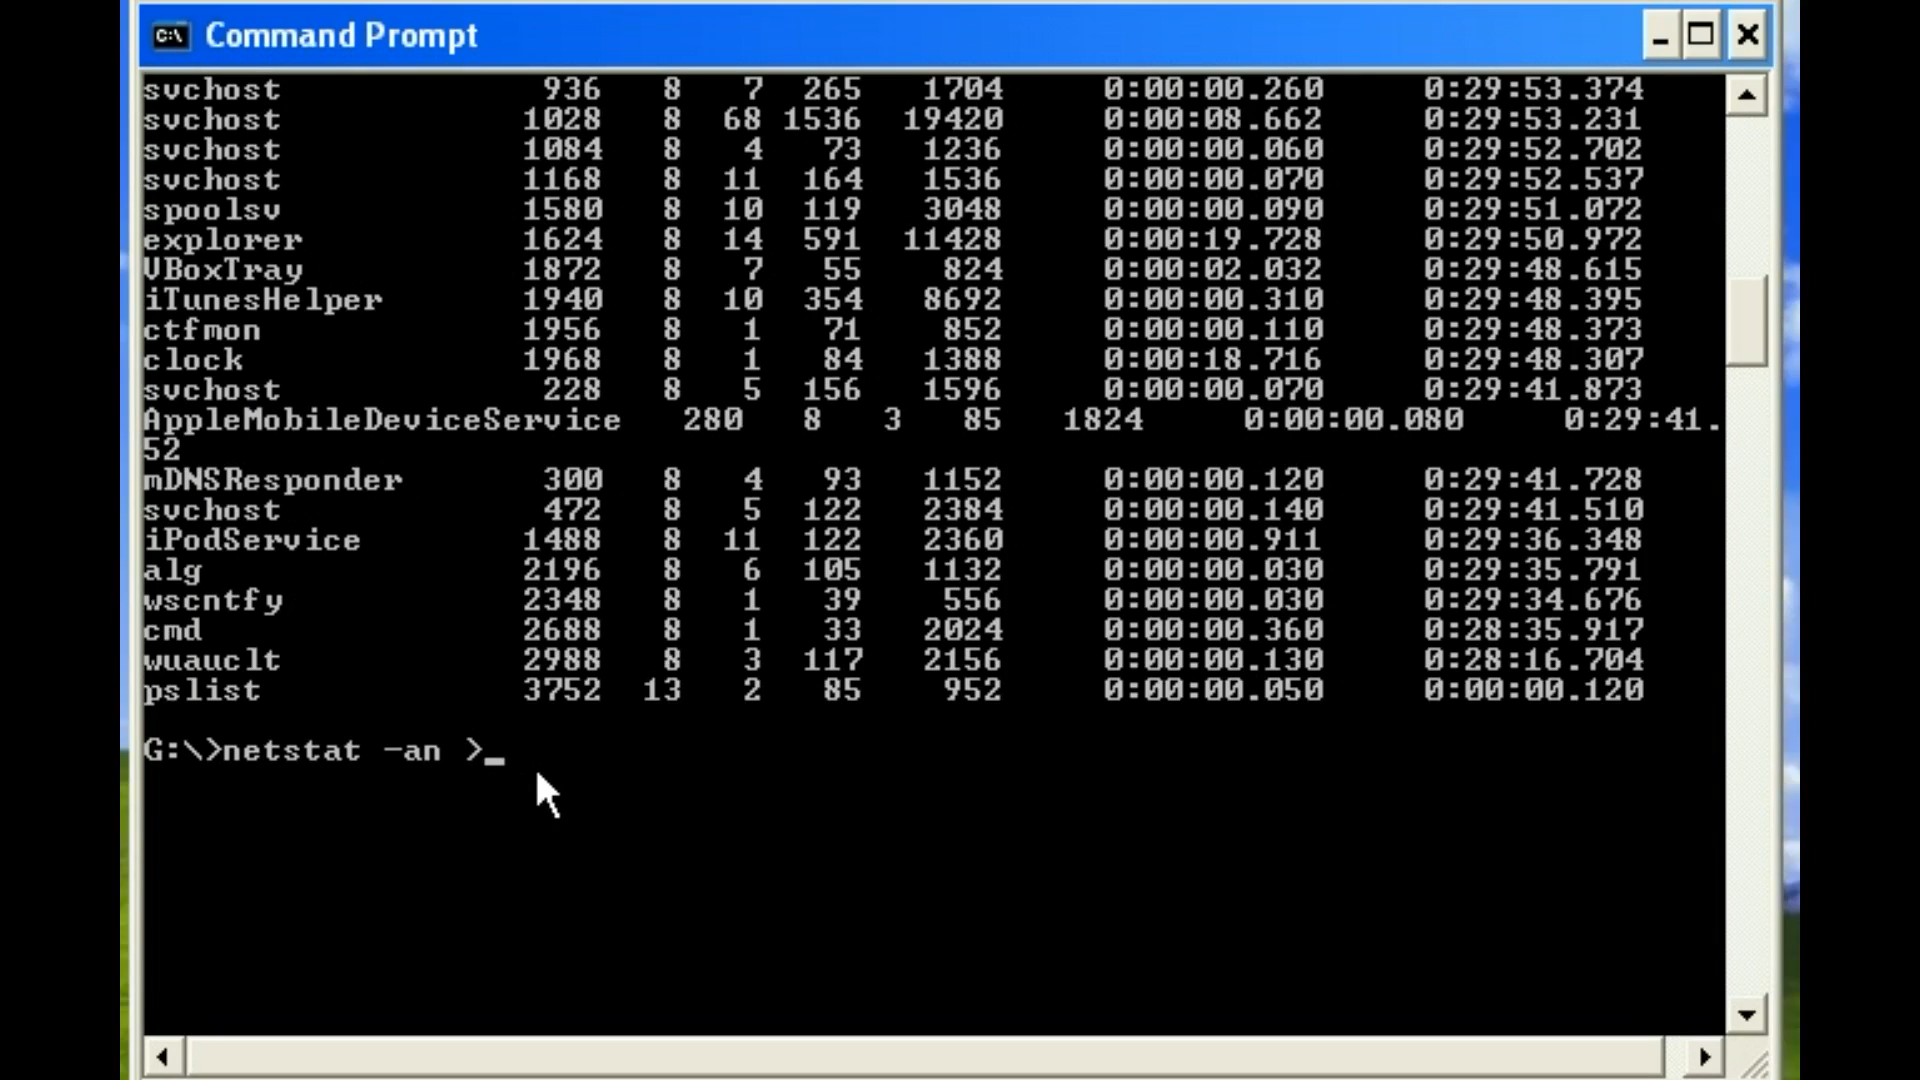 Command Prompt
svchost 936 8 7 265 1704 0:00:00.260 0:29:53.374
svchost 1028 8 68 1536 19420 0:00:08.662 0:29:53.231
svchost 1084 8 4 73 1236 0:00:00.060 0:29:52.702
svchost 1168 8 11 164 1536 0:00:00.070 0:29:52.537
spoolsv 1580 8 10 119 3048 0:00:00.090 0:29:51.072
explorer 1624 8 14 591 11428 0:00:19.728 0:29:50.972
VBoxTray 1872 8 7 55 824 0:00:02.032 0:29:48.615
iTunesHelper 1940 8 10 354 8692 0:00:00.310 0:29:48.395
ctfmon 1956 8 1 71 852 0:00:00.110 0:29:48.373
clock 1968 8 1 84 1388 0:00:18.716 0:29:48.307
svchost 228 8 5 156 1596 0:00:00.070 0:29:41.873
AppleMobileDeviceService 280 8 3 85 1824 0:00:00.080 0:29:41.
52
mDNSResponder 300 8 4 93 1152 0:00:00.120 0:29:41.728
svchost 472 8 5 122 2384 0:00:00.140 0:29:41.510
iPodService 1488 8 11 122 2360 0:00:00.911 0:29:36.348
alg 2196 8 6 105 1132 0:00:00.030 0:29:35.791
wscntfy 2348 8 1 39 556 0:00:00.030 0:29:34.676
cmd 2688 8 1 33 2024 0:00:00.360 0:28:35.917
wuauclt 2988 8 3 117 2156 0:00:00.130 0:28:16.704
pslist 3752 13 2 85 952 0:00:00.050 0:00:00.120
G:\>netstat -an >_